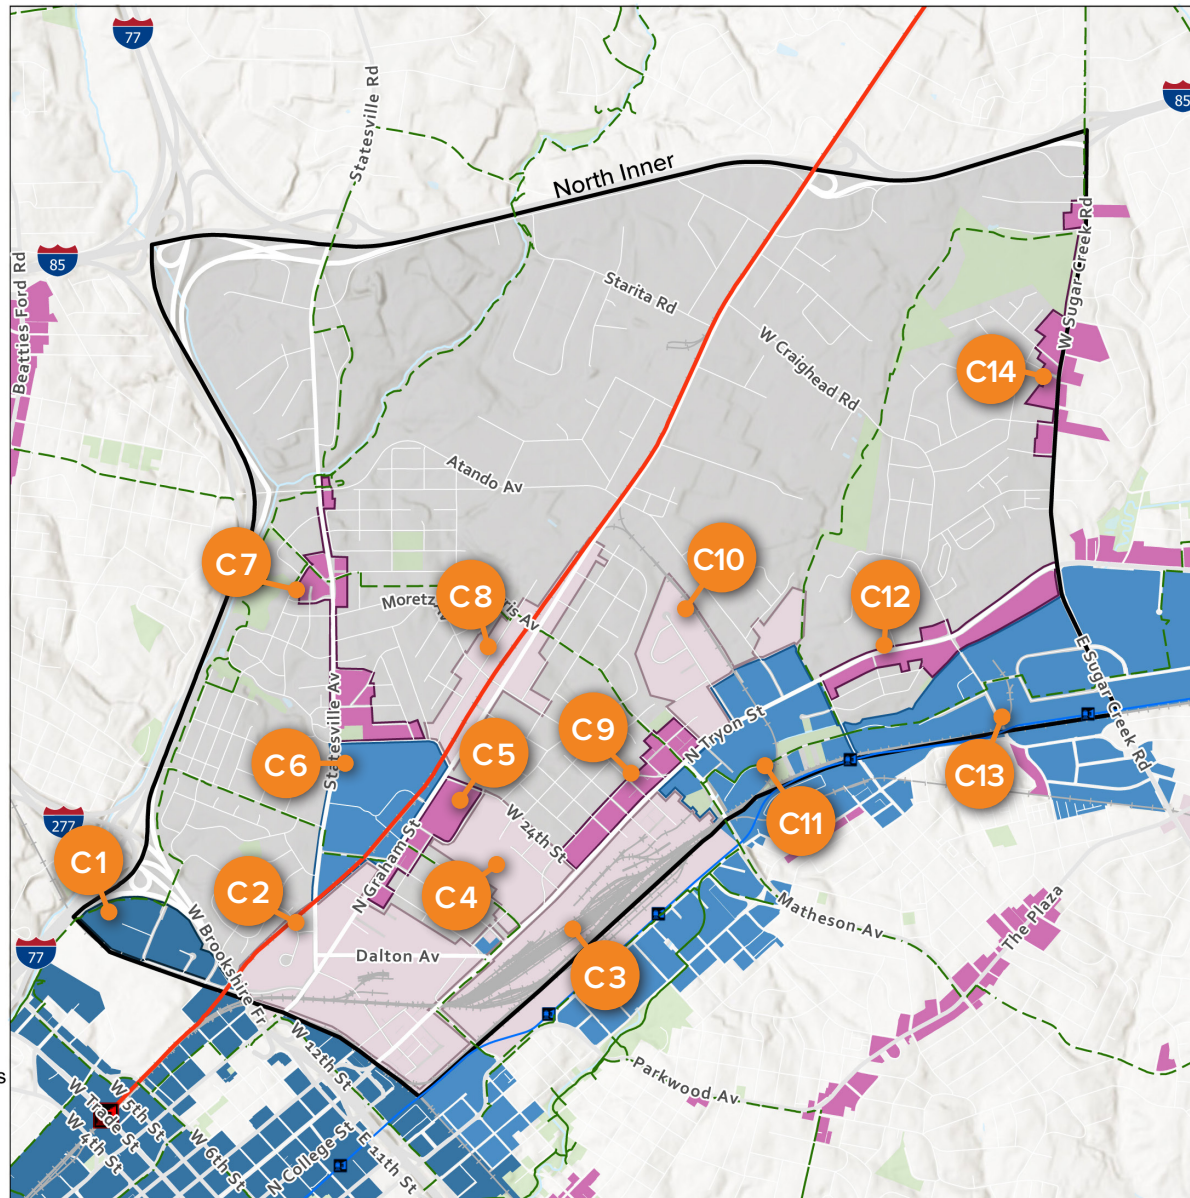 77
Statesville Rd
85
North Inner
W Sugar Creek Rd
85
Beatties Ford Rd
Starita Rd
W Craighead Rd
C14
Atando Av
C7
C10
C8
C12
Moretz
ris Av
E Sugar Creek Rd
Statesville Av
N Tryon St
C9
C5
C6
C13
277
C11
W 24th St
C1
N Graham St
C2
C4
Matheson Av
The Plaza
W Brookshire Fr
77
Dalton Av
C3
W 12th St
Parkwood Av
s
W 5th St
W Trade St
W 4th St
W 6th St
N College St
E 11th St